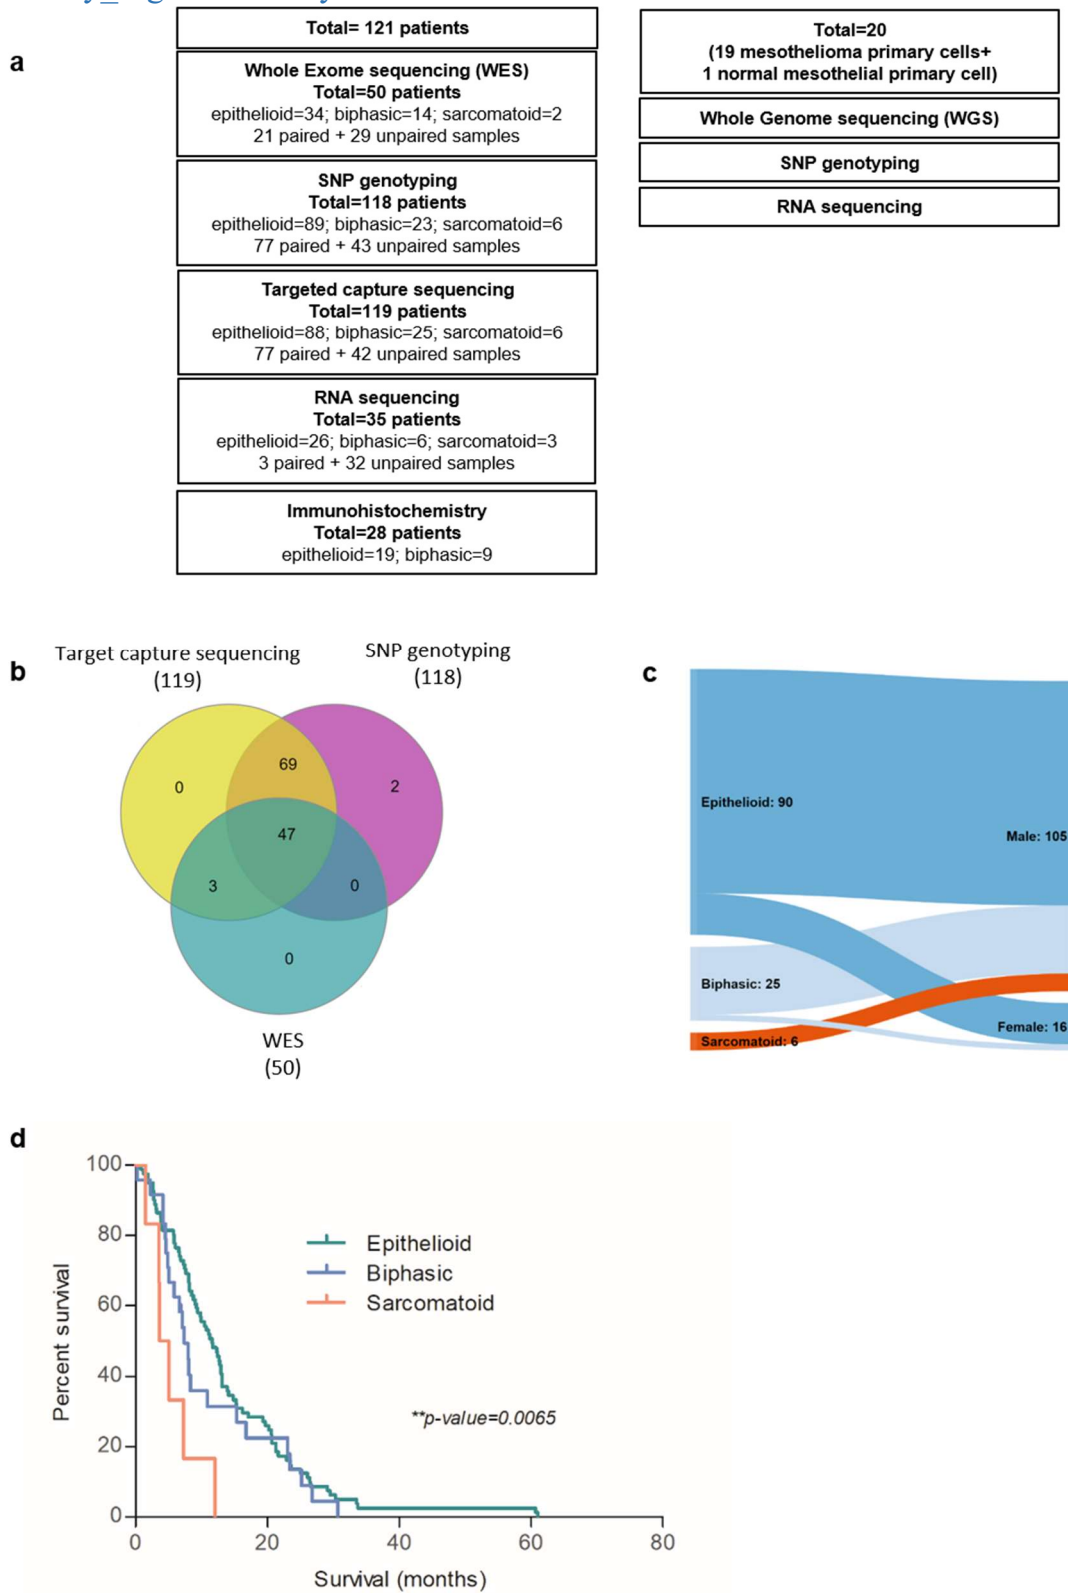 a
Total= 121 patients
Whole Exome sequencing (WES)
Total=50 patients
epithelioid=34; biphasic=14; sarcomatoid=2
21 paired + 29 unpaired samples
SNP genotyping
Total=118 patients
epithelioid=89; biphasic=23; sarcomatoid=6
77 paired + 43 unpaired samples
Targeted capture sequencing
Total=119 patients
epithelioid=88; biphasic=25; sarcomatoid=6
77 paired + 42 unpaired samples
RNA sequencing
Total=35 patients
epithelioid=26; biphasic=6; sarcomatoid=3
3 paired + 32 unpaired samples
Immunohistochemistry
Total=28 patients
epithelioid=19; biphasic=9
Total=20
(19 mesothelioma primary cells+
1 normal mesothelial primary cell)
Whole Genome sequencing (WGS)
SNP genotyping
RNA sequencing
b
Target capture sequencing
(119)
SNP genotyping
(118)
69
0
2
47
3
0
0
WES
(50)
c
Epithelioid: 90
Male: 105
Biphasic: 25
Female: 16
Sarcomatoid: 6
d
100
80
60
40
20
0
Percent survival
Epithelioid
Biphasic
Sarcomatoid
**p-value=0.0065
0
20
40
60
80
Survival (months)